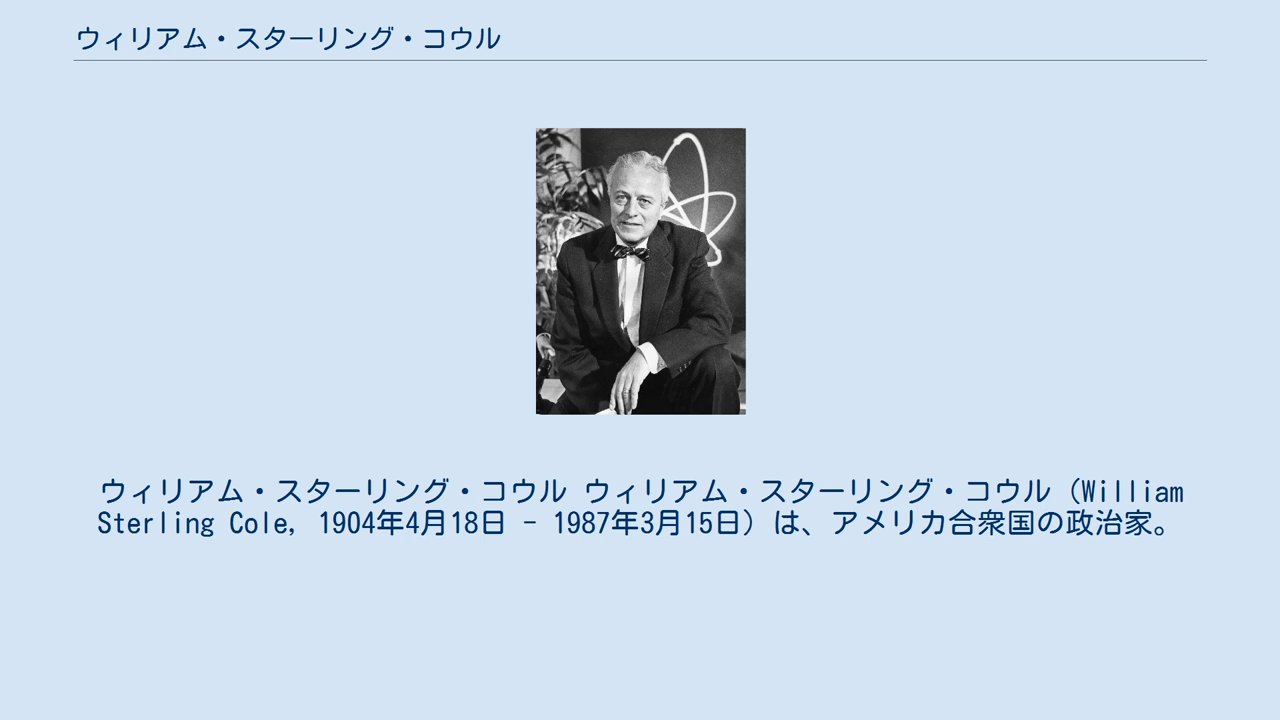 ウィリアム・スターリング・コウル
ウィリアム・スターリング・コウル ウィリアム・スターリング・コウル（William
Sterling Cole, 1904年4月18日 - 1987年3月15日）は、アメリカ合衆国の政治家。